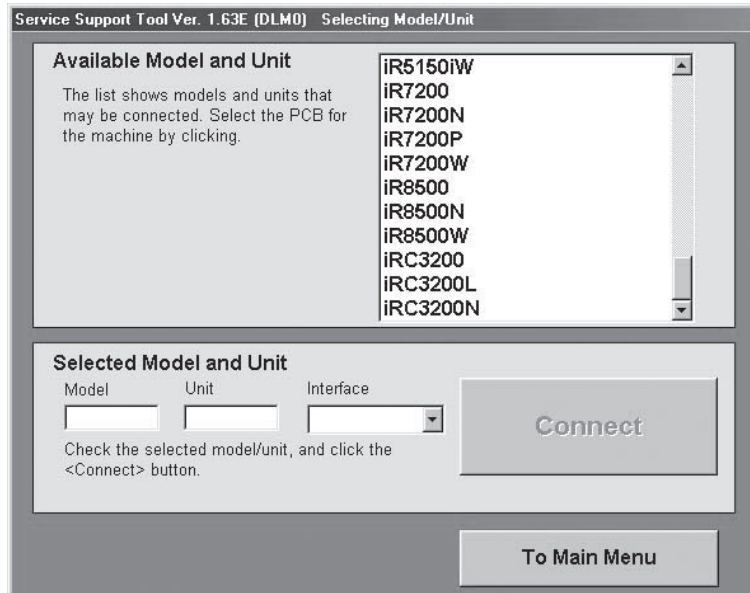 Service Support Tool Ver. 1.63E (DLM0) Selecting Model/Unit
Available Model and Unit
The list shows models and units that
may be connected. Select the PCB for
the machine by clicking.
iR5150iW
iR7200
iR7200N
iR7200P
iR7200W
iR8500
iR8500N
iR8500W
iRC3200
iRC3200L
iRC3200N
Selected Model and Unit
Model Unit Interface
Check the selected model/unit, and click the
<Connect> button.
Connect
To Main Menu